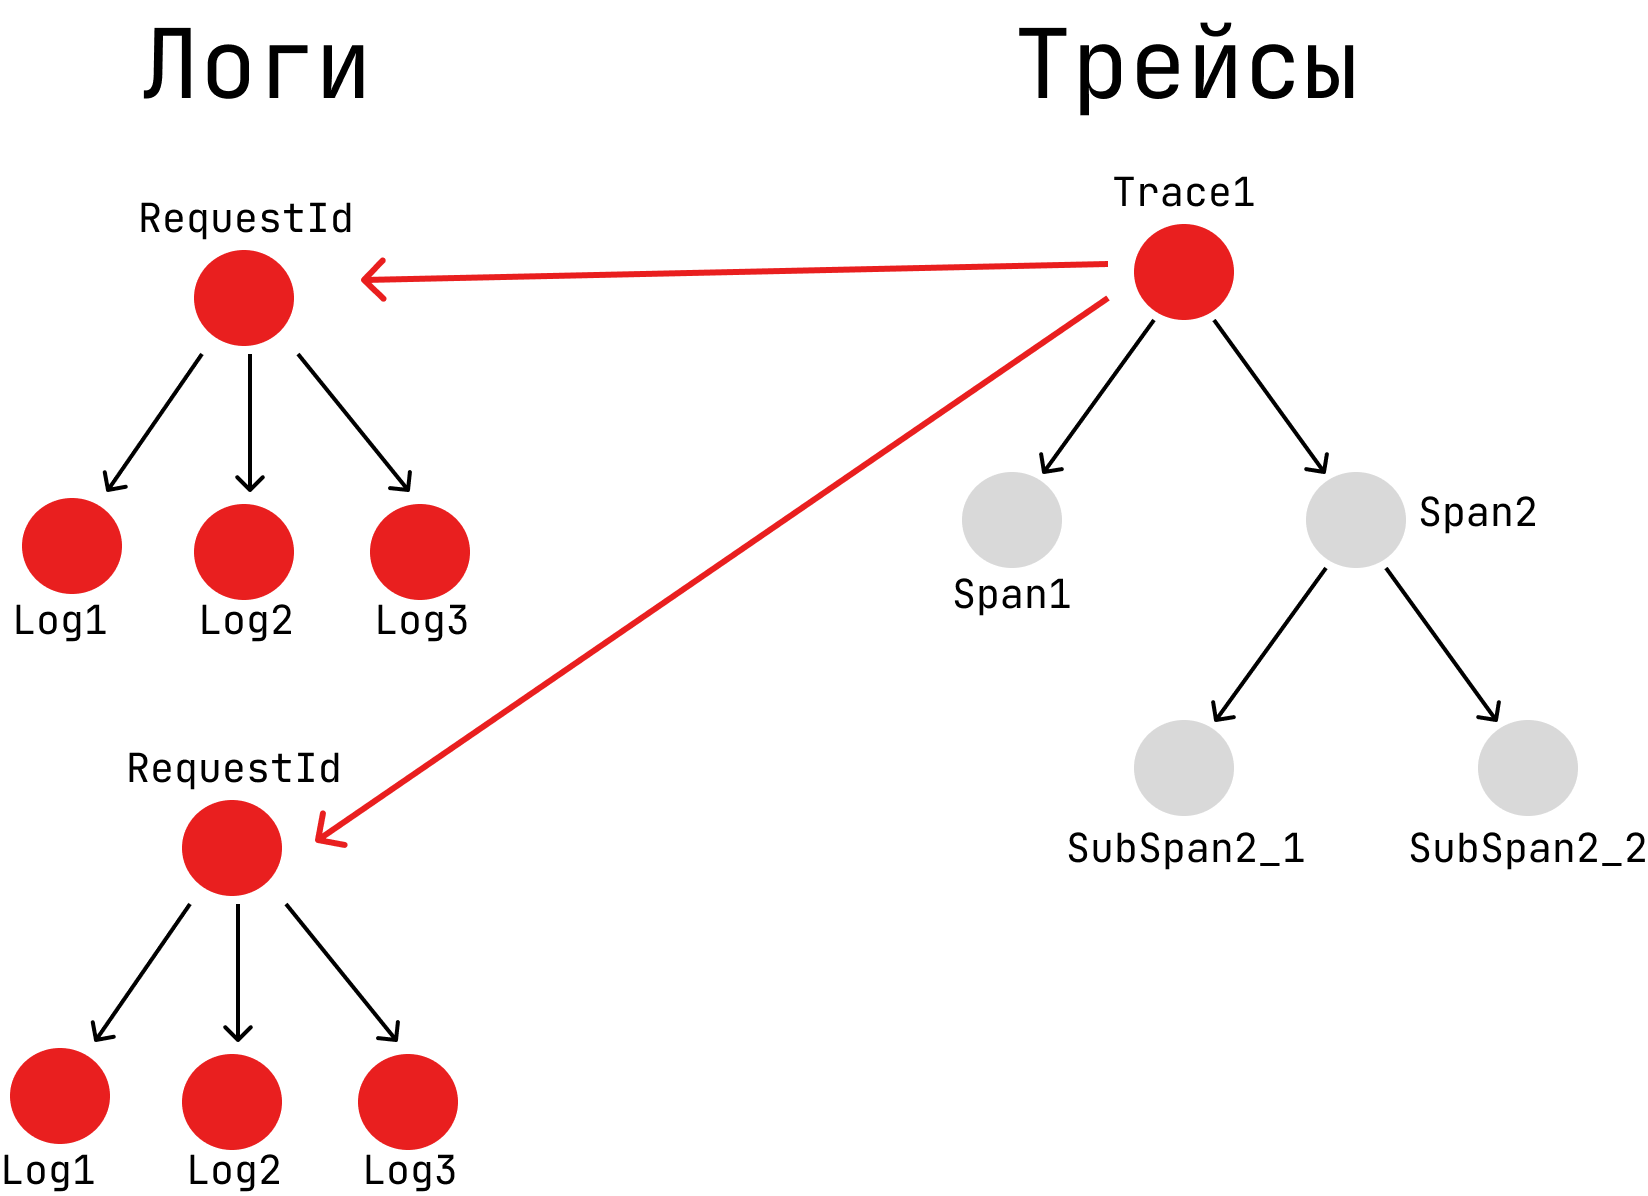 Логи
Трейсы
RequestId
Log1
Log2
Log3
RequestId
Log1
Log2
Log3
Trace1
Span1
Span2
SubSpan2_1
SubSpan2_2